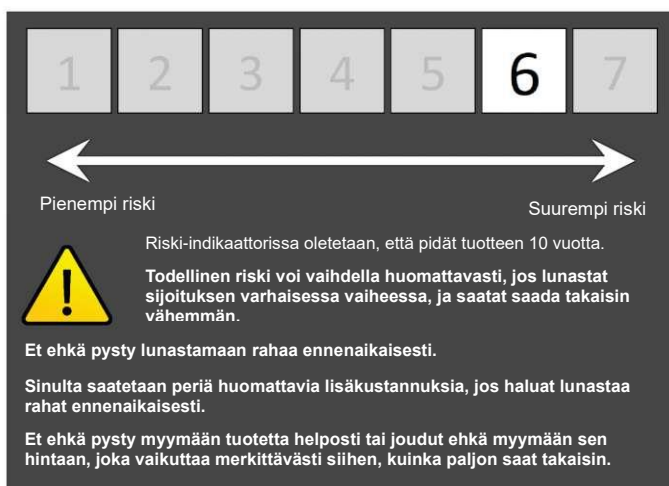 1 2 3 4 5 6 7
Pienempi riski
Suurempi riski
Riski-indikaattorissa oletetaan, että pidät tuotteen 10 vuotta.
Todellinen riski voi vaihdella huomattavasti, jos lunastat
sijoituksen varhaisessa vaiheessa, ja saatat saada takaisin
vähemmän.
Et ehkä pysty lunastamaan rahaa ennenaikaisesti.
Sinulta saatetaan periä huomattavia lisäkustannuksia, jos haluat lunastaa
rahat ennenaikaisesti.
Et ehkä pysty myymään tuotetta helposti tai joudut ehkä myymään sen
hintaan, joka vaikuttaa merkittävästi siihen, kuinka paljon saat takaisin.